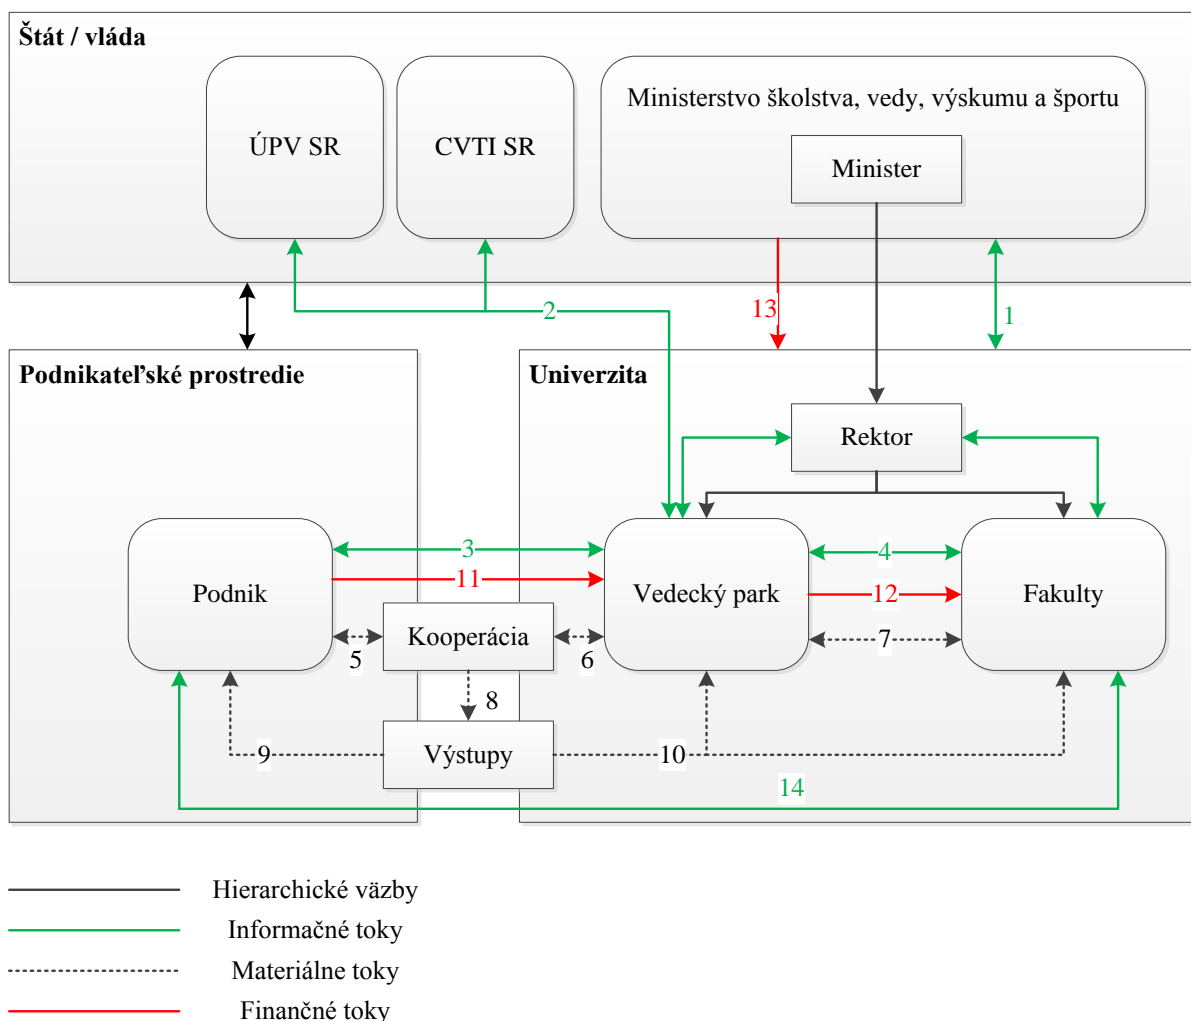 Štát / vláda
Ministerstvo školstva, vedy, výskumu a športu
ÚPV SR
CVTI SR
Minister
2
13
1
Podnikateľské prostredie
Univerzita
Rektor
3
4
11
12
Podnik
Vedecký park
Fakulty
Kooperácia
5
6
7
8
9
Výstupy
10
14
Hierarchické väzby
Informačné toky
Materiálne toky
Finančné toky